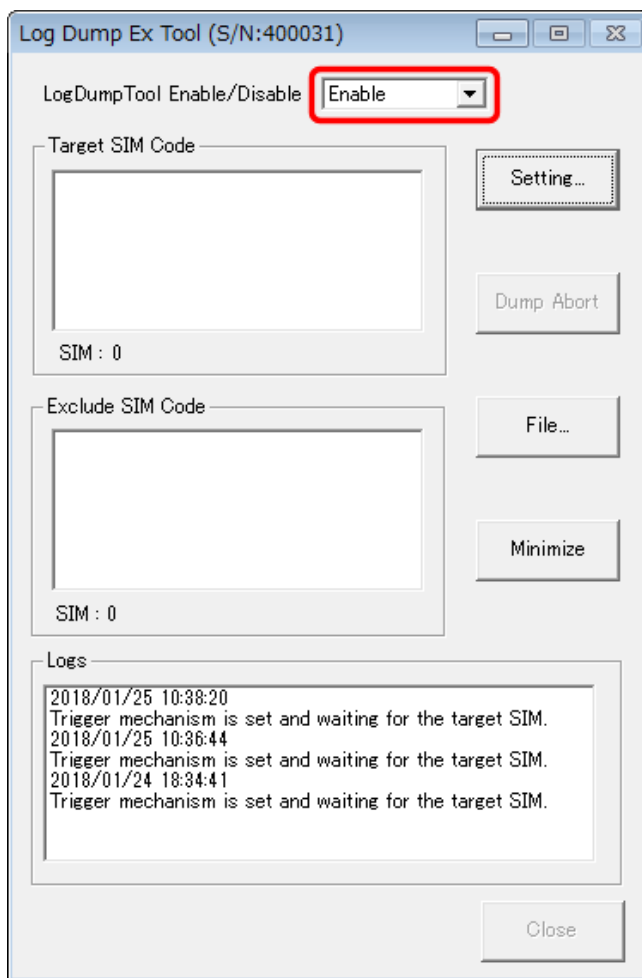 Log Dump Ex Tool (S/N:400031)
LogDumpTool Enable/Disable Enable
Target SIM Code
Setting...
Dump Abort
SIM : 0
Exclude SIM Code
File...
Minimize
SIM : 0
Logs
2018/01/25 10:38:20
Trigger mechanism is set and waiting for the target SIM.
2018/01/25 10:36:44
Trigger mechanism is set and waiting for the target SIM.
2018/01/24 18:34:41
Trigger mechanism is set and waiting for the target SIM.
Close